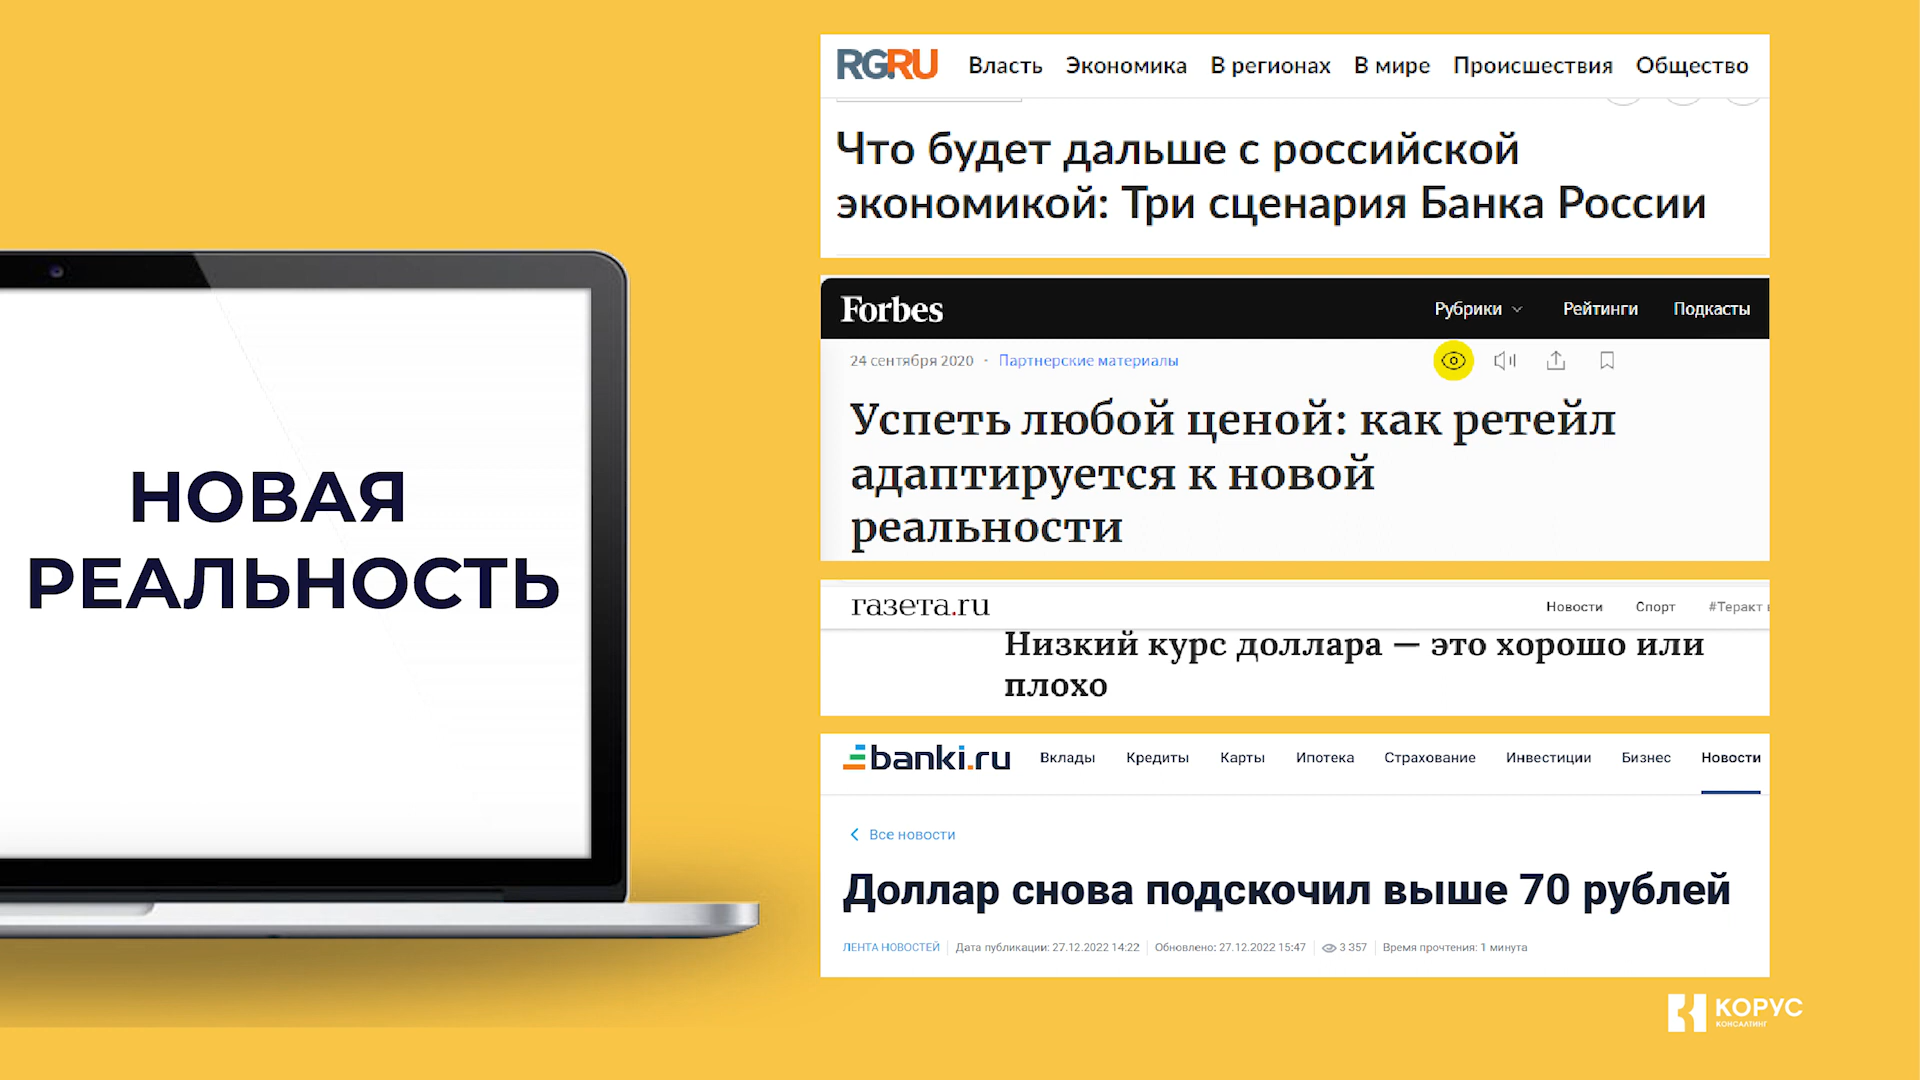 НОВАЯ
РЕАЛЬНОСТЬ
RGRU Власть Экономика В регионах В мире Происшествия Общество
Что будет дальше с российской
экономикой: Три сценария Банка России
Forbes Рубрики Рейтинги Подкасты
24 сентября 2020 · Партнерские материалы
Успеть любой ценой: как ретейл
адаптируется к новой
реальности
газета.ru Новости Спорт #Теракт
Низкий курс доллара — это хорошо или
плохо
banki.ru Вклады Кредиты Карты Ипотека Страхование Инвестиции Бизнес Новости
Все новости
Доллар снова подскочил выше 70 рублей
ЛЕНТА НОВОСТЕЙ Дата публикации: 27.12.2022 14:22 Обновлено: 27.12.2022 15:47 3 357 Время прочтения: 1 минута
КОРУС
КОНСАЛТИНГ